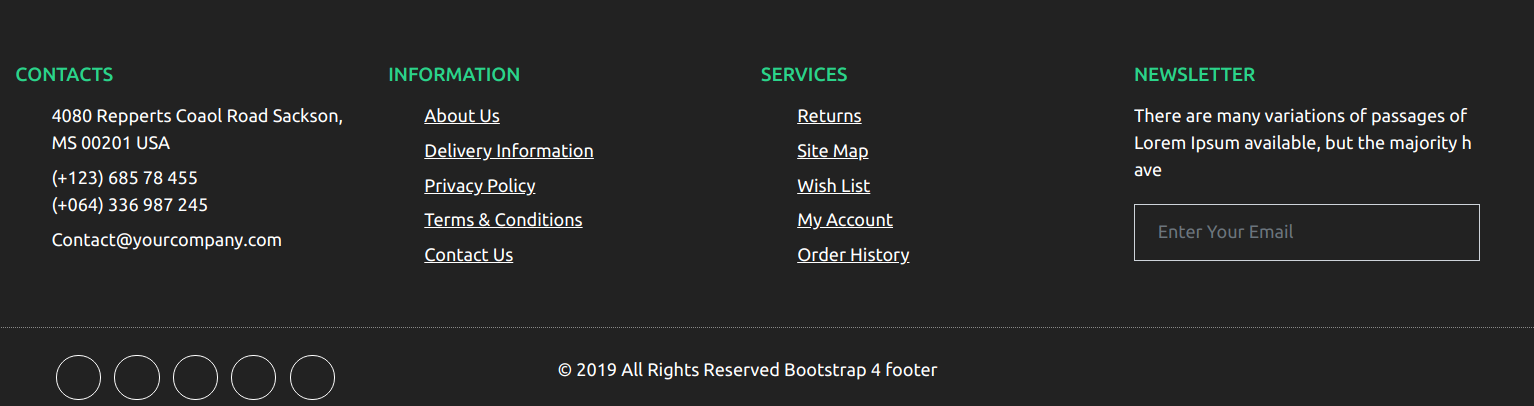 CONTACTS
4080 Repperts Coaol Road Sackson,
MS 00201 USA
(+123) 685 78 455
(+064) 336 987 245
Contact@yourcompany.com
INFORMATION
About Us
Delivery Information
Privacy Policy
Terms & Conditions
Contact Us
SERVICES
Returns
Site Map
Wish List
My Account
Order History
NEWSLETTER
There are many variations of passages of
Lorem Ipsum available, but the majority h
ave
Enter Your Email
© 2019 All Rights Reserved Bootstrap 4 footer